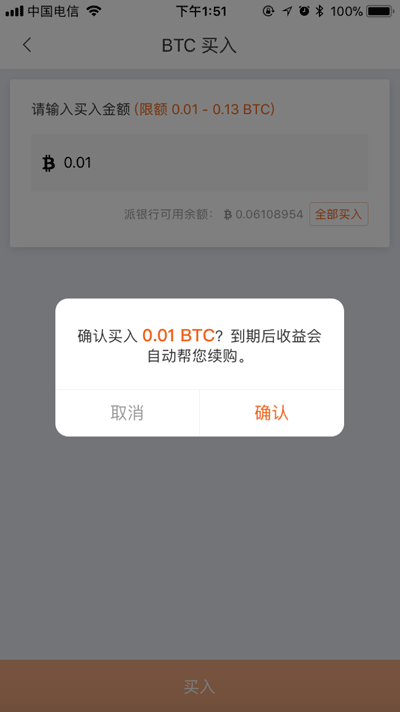 中国电信 下午1:51 100%
BTC 买入
请输入买入金额 (限额 0.01 - 0.13 BTC)
0.01
派银行可用余额： 0.06108954 全部买入
确认买入 0.01 BTC？到期后收益会
自动帮您续购。
取消 确认
买入